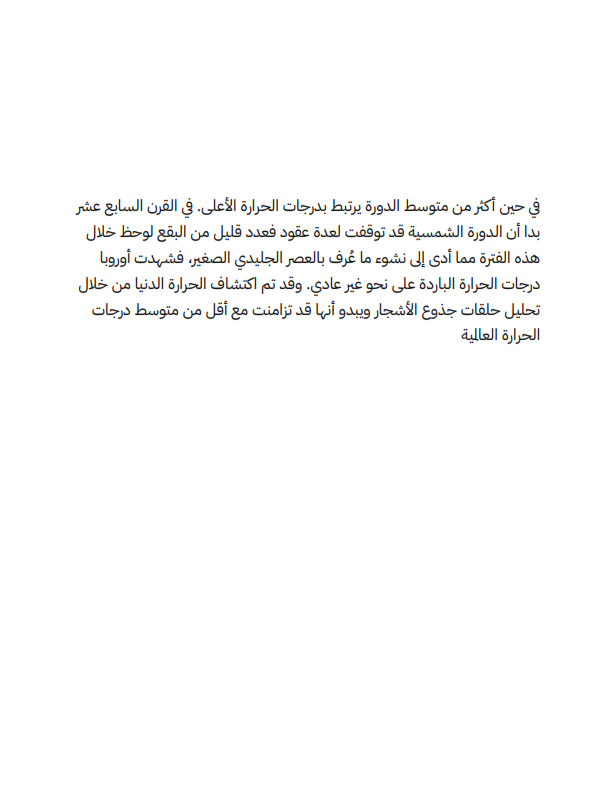 في حين أكثر من متوسط الدورة يرتبط بدرجات الحرارة الأعلى. في القرن السابع عشر
بدا أن الدورة الشمسية قد توقفت لعدة عقود فعدد قليل من البقع لوحظ خلال
هذه الفترة مما أدى إلى نشوء ما عُرف بالعصر الجليدي الصغير، فشهدت أوروبا
درجات الحرارة الباردة على نحو غير عادي. وقد تم اكتشاف الحرارة الدنيا من خلال
تحليل حلقات جذوع الأشجار ويبدو أنها قد تزامنت مع أقل من متوسط درجات
الحرارة العالمية